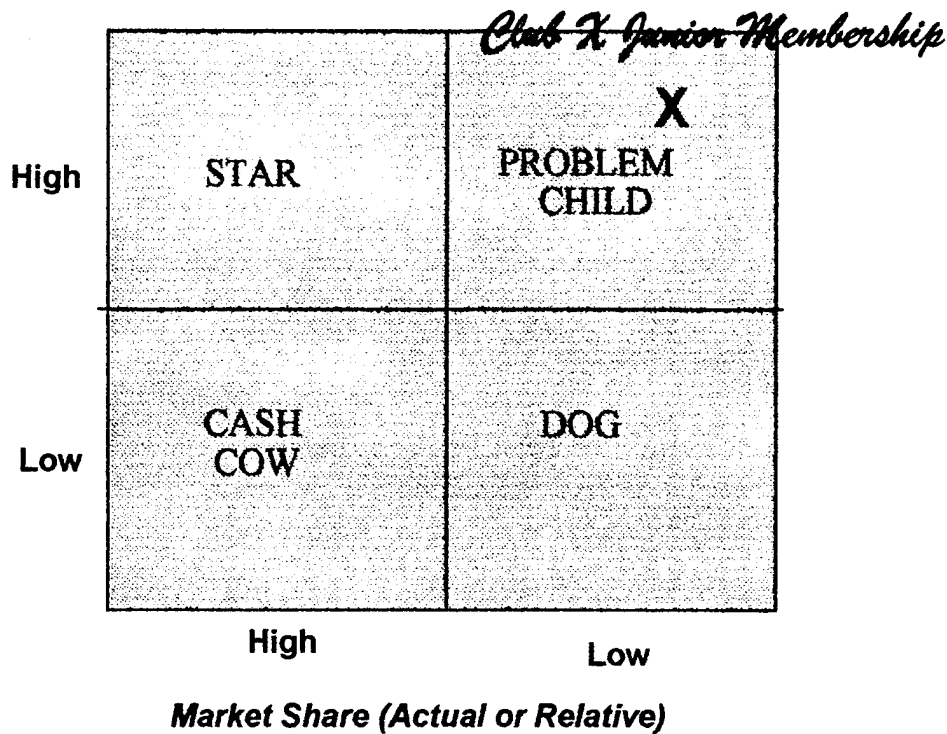 Club X Junior Membership
X
High
STAR
PROBLEM
CHILD
Low
CASH
COW
DOG
High
Low
Market Share (Actual or Relative)